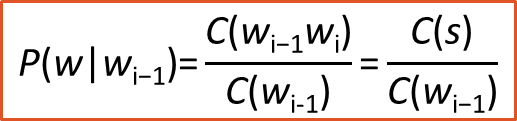 P(w|wi−1)= C(wi−1wi) / C(wi-1) = C(s) / C(wi−1)